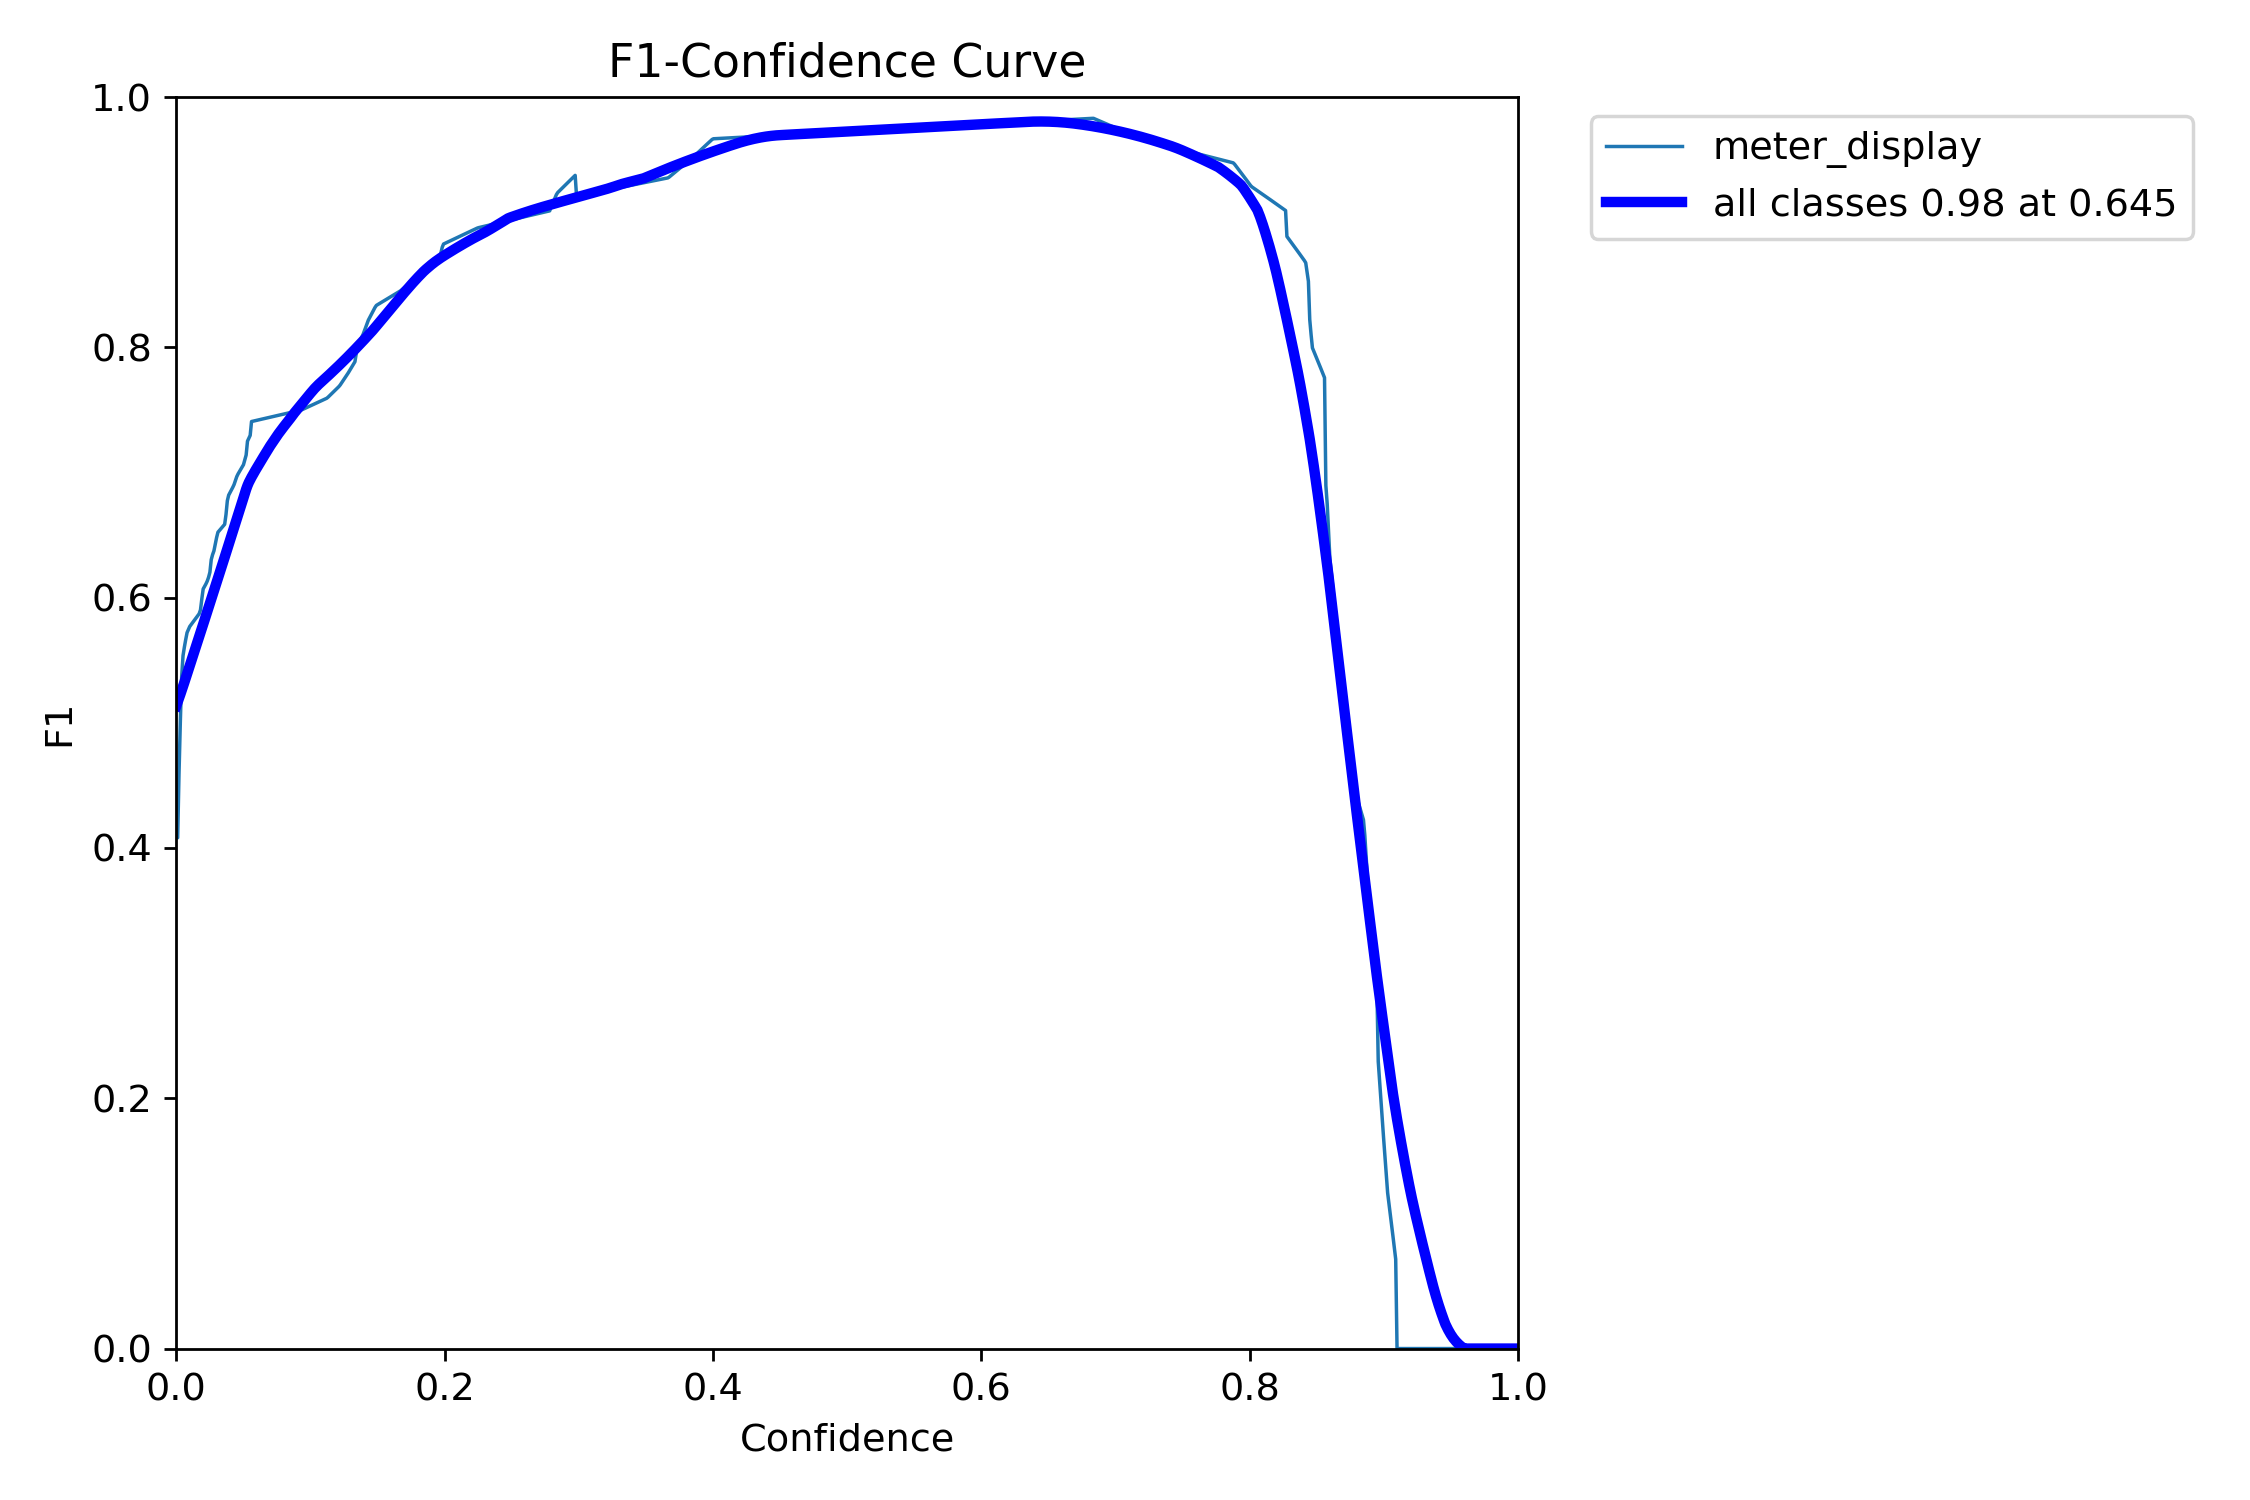 F1-Confidence Curve
meter_display
all classes 0.98 at 0.645
1.0
0.8
0.6
0.4
0.2
0.0
F1
0.0 0.2 0.4 0.6 0.8 1.0
Confidence